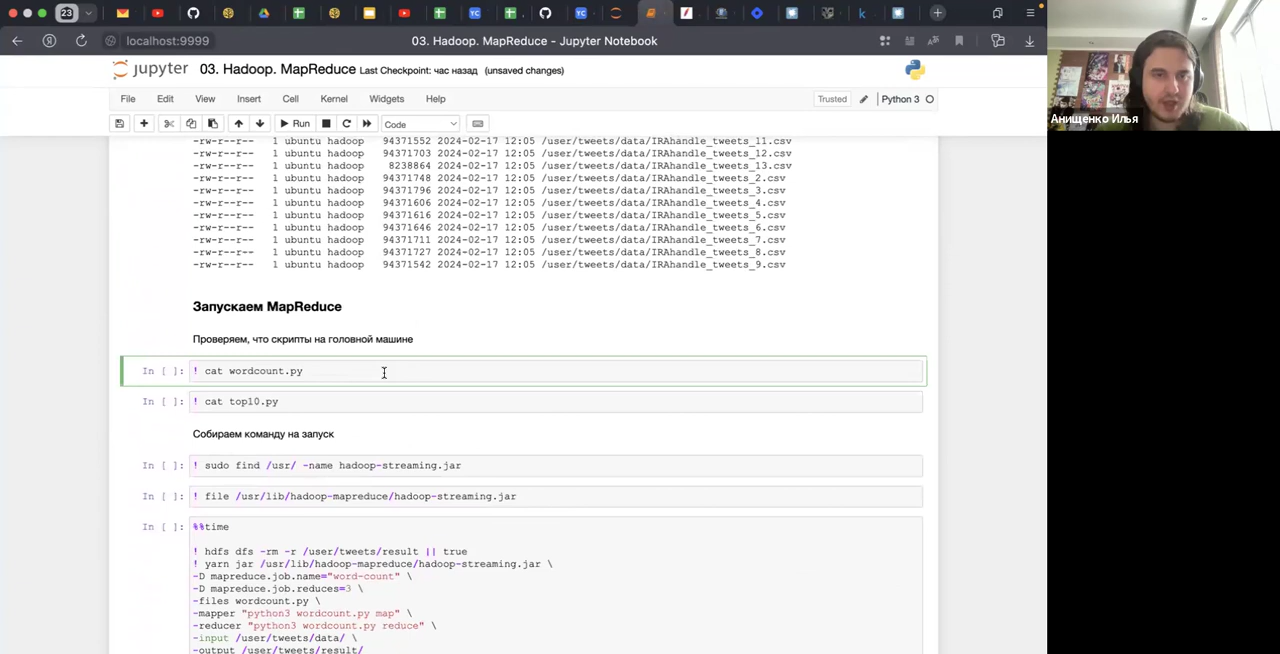 23
localhost:9999
03. Hadoop. MapReduce - Jupyter Notebook
jupyter 03. Hadoop. MapReduce Last Checkpoint: час назад (unsaved changes)
File Edit View Insert Cell Kernel Widgets Help
Trusted Python 3
Run Code
-rw-r--r-- 1 ubuntu hadoop 94371552 2024-02-17 12:05 /user/tweets/data/IRAhandle_tweets_11.csv
-rw-r--r-- 1 ubuntu hadoop 94371703 2024-02-17 12:05 /user/tweets/data/IRAhandle_tweets_12.csv
-rw-r--r-- 1 ubuntu hadoop 8238864 2024-02-17 12:05 /user/tweets/data/IRAhandle_tweets_13.csv
-rw-r--r-- 1 ubuntu hadoop 94371748 2024-02-17 12:05 /user/tweets/data/IRAhandle_tweets_2.csv
-rw-r--r-- 1 ubuntu hadoop 94371796 2024-02-17 12:05 /user/tweets/data/IRAhandle_tweets_3.csv
-rw-r--r-- 1 ubuntu hadoop 94371606 2024-02-17 12:05 /user/tweets/data/IRAhandle_tweets_4.csv
-rw-r--r-- 1 ubuntu hadoop 94371616 2024-02-17 12:05 /user/tweets/data/IRAhandle_tweets_5.csv
-rw-r--r-- 1 ubuntu hadoop 94371646 2024-02-17 12:05 /user/tweets/data/IRAhandle_tweets_6.csv
-rw-r--r-- 1 ubuntu hadoop 94371711 2024-02-17 12:05 /user/tweets/data/IRAhandle_tweets_7.csv
-rw-r--r-- 1 ubuntu hadoop 94371727 2024-02-17 12:05 /user/tweets/data/IRAhandle_tweets_8.csv
-rw-r--r-- 1 ubuntu hadoop 94371542 2024-02-17 12:05 /user/tweets/data/IRAhandle_tweets_9.csv
Запускаем MapReduce
Проверяем, что скрипты на головной машине
In [ ]: ! cat wordcount.py
In [ ]: ! cat top10.py
Собираем команду на запуск
In [ ]: ! sudo find /usr/ -name hadoop-streaming.jar
In [ ]: ! file /usr/lib/hadoop-mapreduce/hadoop-streaming.jar
In [ ]: %%time
! hdfs dfs -rm -r /user/tweets/result || true
! yarn jar /usr/lib/hadoop-mapreduce/hadoop-streaming.jar \
-D mapreduce.job.name="word-count" \
-D mapreduce.job.reduces=3 \
-files wordcount.py \
-mapper "python3 wordcount.py map" \
-reducer "python3 wordcount.py reduce" \
-input /user/tweets/data/ \
-output /user/tweets/result/
Анищенко Илья